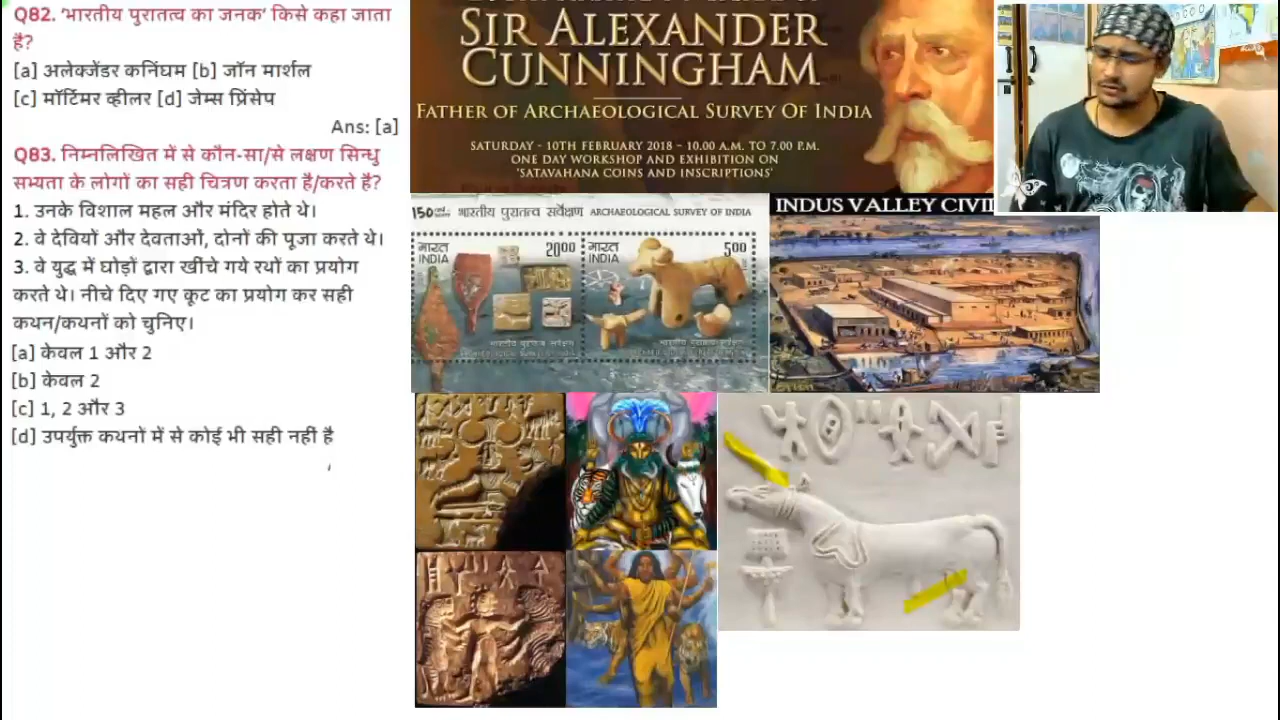 Q82. ‘भारतीय पुरातत्व का जनक’ किसे कहा जाता
है?
[a] अलेक्जेंडर कनिंघम [b] जॉन मार्शल
[c] मॉर्टिमर व्हीलर [d] जेम्स प्रिंसेप
Ans: [a]
Q83. निम्नलिखित में से कौन-सा/से लक्षण सिन्धु
सभ्यता के लोगों का सही चित्रण करता है/करते है?
1. उनके विशाल महल और मंदिर होते थे।
2. वे देवियों और देवताओं, दोनों की पूजा करते थे।
3. वे युद्ध में घोड़ों द्वारा खींचे गये रथों का प्रयोग
करते थे। नीचे दिए गए कूट का प्रयोग कर सही
कथन/कथनों को चुनिए।
[a] केवल 1 और 2
[b] केवल 2
[c] 1, 2 और 3
[d] उपर्युक्त कथनों में से कोई भी सही नहीं है
SIR ALEXANDER
CUNNINGHAM
FATHER OF ARCHAEOLOGICAL SURVEY OF INDIA
SATURDAY - 10TH FEBRUARY 2018 – 10.00 A.M. TO 7.00 P.M.
ONE DAY WORKSHOP AND EXHIBITION ON
'SATAVAHANA COINS AND INSCRIPTIONS'
150 भारतीय पुरातत्व सर्वेक्षण ARCHAEOLOGICAL SURVEY OF INDIA
भारत 2000 भारत 500
INDIA INDIA
INDUS VALLEY CIVI